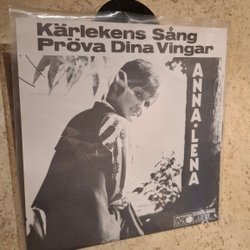 Kärlekens Sång
Pröva Dina Vingar
ANNA-LENA